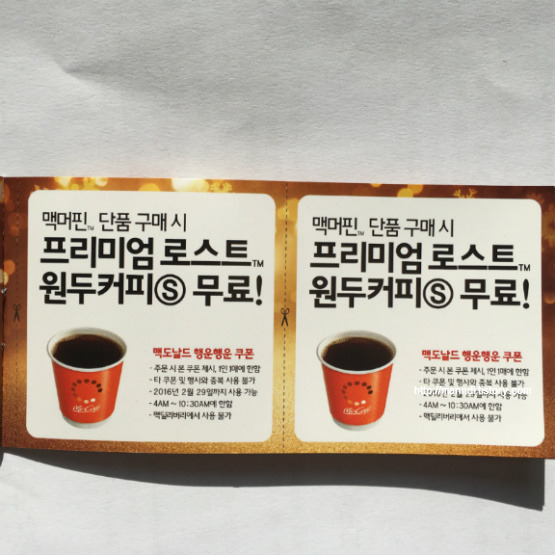 맥머핀™ 단품 구매 시
프리미엄 로스트™
원두커피Ⓢ 무료!
맥도날드 행운행운 쿠폰
- 주문 시 본 쿠폰 제시, 1인 1매에 한함
- 타 쿠폰 및 행사와 중복 사용 불가
- 2016년 2월 29일까지 사용 가능
- 4AM ~ 10:30AM에 한함
- 맥딜리버리에서 사용 불가
McCafé
맥머핀™ 단품 구매 시
프리미엄 로스트™
원두커피Ⓢ 무료!
맥도날드 행운행운 쿠폰
- 주문 시 본 쿠폰 제시, 1인 1매에 한함
- 타 쿠폰 및 행사와 중복 사용 불가
2월 29일까지 사용 가능
- 4AM ~ 10:30AM에 한함
- 맥딜리버리에서 사용 불가
McCafé